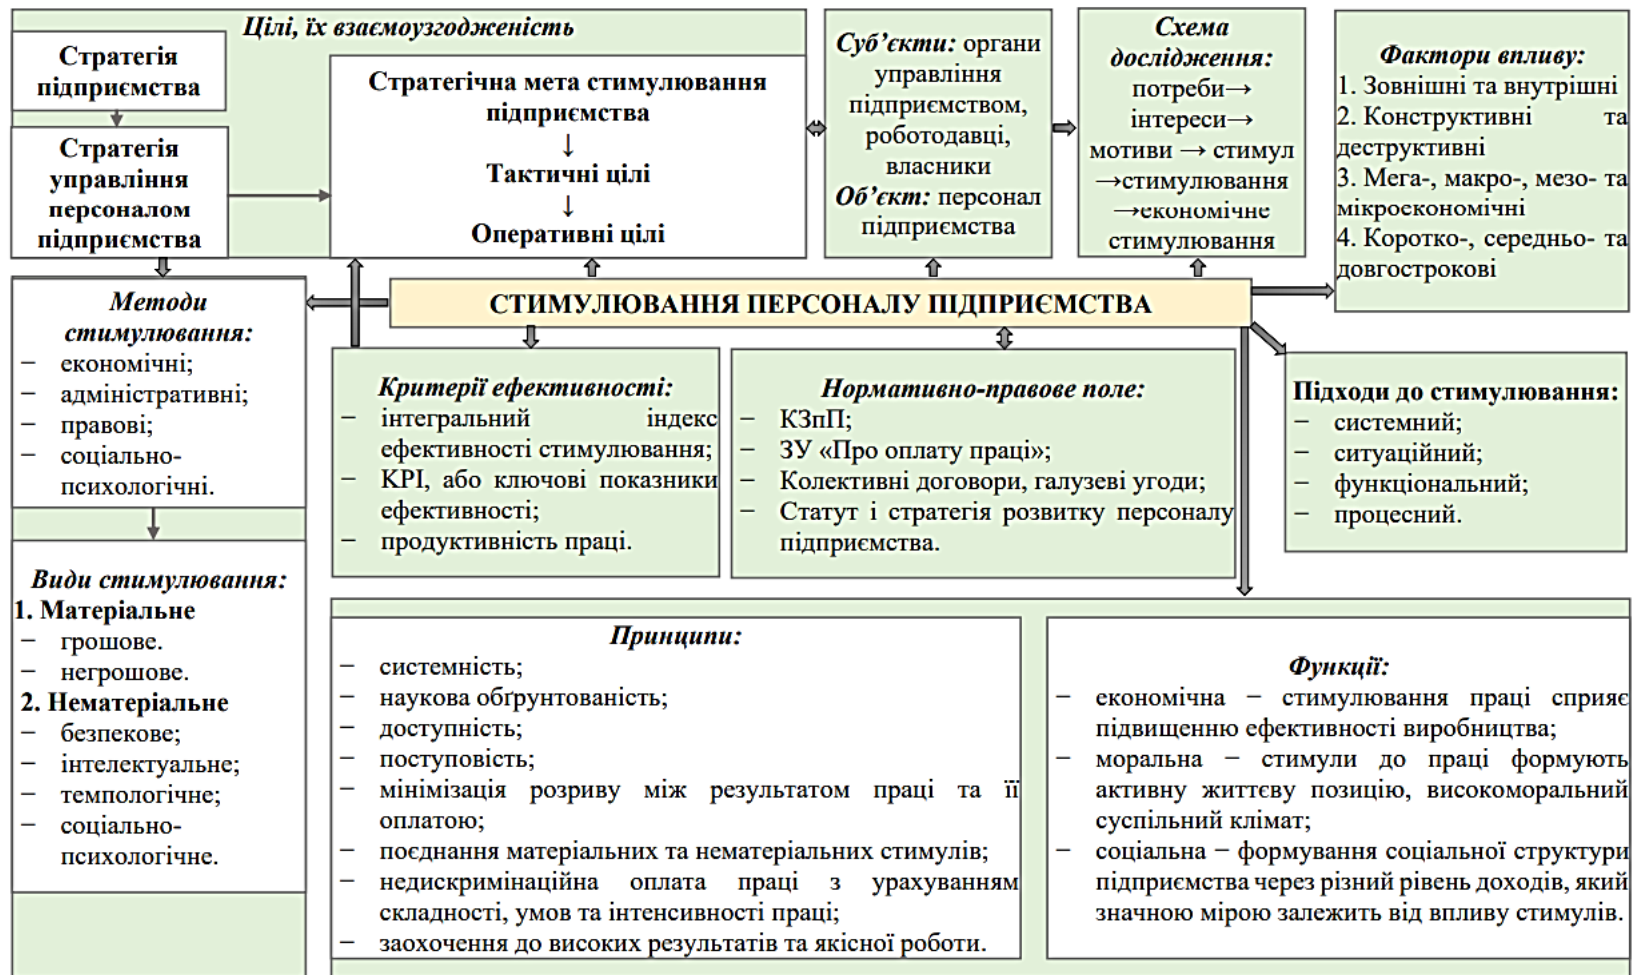 Цілі, їх взаємоузгодженість
Стратегія
підприємства
Стратегія
управління
персоналом
підприємства
Стратегічна мета стимулювання
підприємства
↓
Тактичні цілі
↓
Оперативні цілі
Суб’єкти: органи
управління
підприємством,
роботодавці,
власники
Об’єкт: персонал
підприємства
Схема
дослідження:
потреби→
інтереси→
мотиви → стимул
→стимулювання
→економічне
стимулювання
Фактори впливу:
1. Зовнішні та внутрішні
2. Конструктивні та
деструктивні
3. Мега-, макро-, мезо- та
мікроекономічні
4. Коротко-, середньо- та
довгострокові
СТИМУЛЮВАННЯ ПЕРСОНАЛУ ПІДПРИЄМСТВА
Методи
стимулювання:
− економічні;
− адміністративні;
− правові;
− соціально-
психологічні.
Критерії ефективності:
− інтегральний індекс
ефективності стимулювання;
− KPI, або ключові показники
ефективності;
− продуктивність праці.
Нормативно-правове поле:
− КЗпП;
− ЗУ «Про оплату праці»;
− Колективні договори, галузеві угоди;
− Статут і стратегія розвитку персоналу
підприємства.
Підходи до стимулювання:
− системний;
− ситуаційний;
− функціональний;
− процесний.
Види стимулювання:
1. Матеріальне
− грошове.
− негрошове.
2. Нематеріальне
− безпекове;
− інтелектуальне;
− темпологічне;
− соціально-
психологічне.
Принципи:
− системність;
− наукова обґрунтованість;
− доступність;
− поступовість;
− мінімізація розриву між результатом праці та її
оплатою;
− поєднання матеріальних та нематеріальних стимулів;
− недискримінаційна оплата праці з урахуванням
складності, умов та інтенсивності праці;
− заохочення до високих результатів та якісної роботи.
Функції:
− економічна − стимулювання праці сприяє
підвищенню ефективності виробництва;
− моральна − стимули до праці формують
активну життєву позицію, високоморальний
суспільний клімат;
− соціальна − формування соціальної структури
підприємства через різний рівень доходів, який
значною мірою залежить від впливу стимулів.